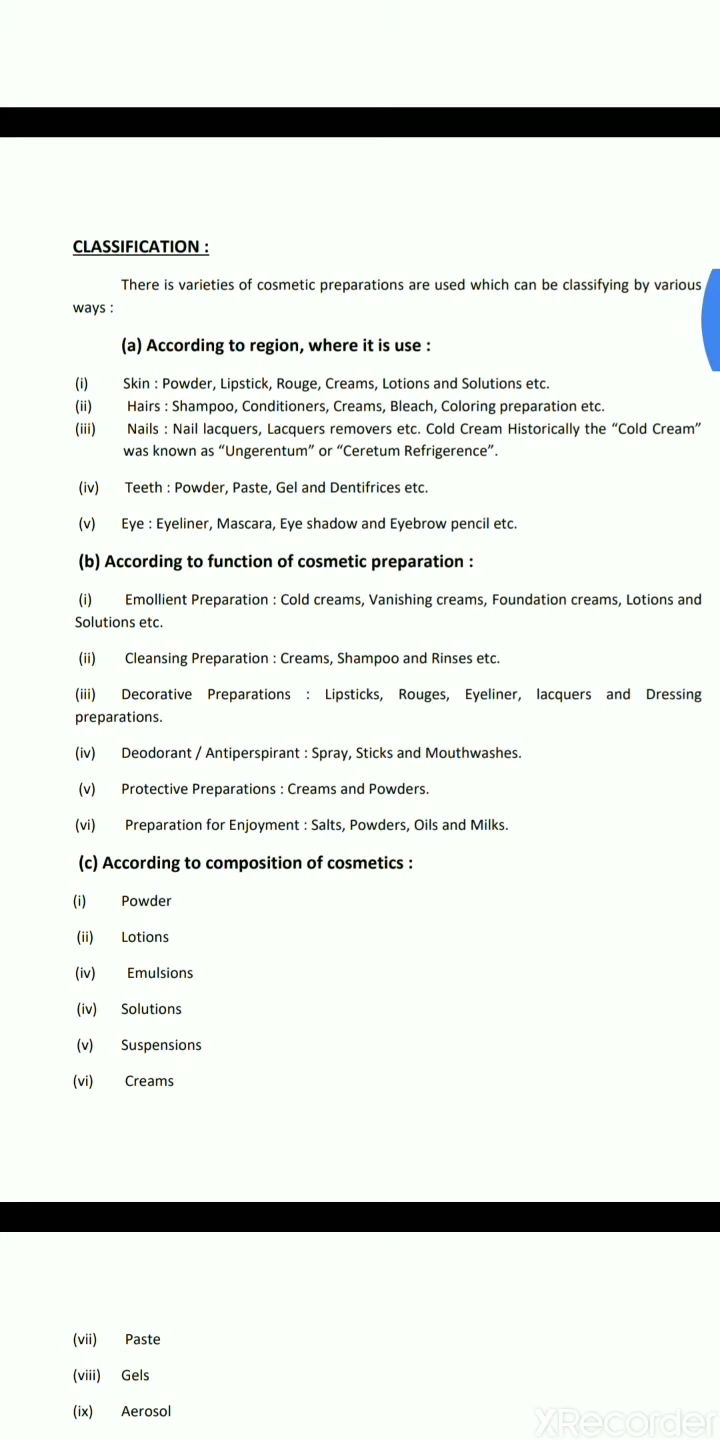 CLASSIFICATION :
There is varieties of cosmetic preparations are used which can be classifying by various
ways :
(a) According to region, where it is use :
(i) Skin : Powder, Lipstick, Rouge, Creams, Lotions and Solutions etc.
(ii) Hairs : Shampoo, Conditioners, Creams, Bleach, Coloring preparation etc.
(iii) Nails : Nail lacquers, Lacquers removers etc. Cold Cream Historically the “Cold Cream”
was known as “Ungerentum” or “Ceretum Refrigerence”.
(iv) Teeth : Powder, Paste, Gel and Dentifrices etc.
(v) Eye : Eyeliner, Mascara, Eye shadow and Eyebrow pencil etc.
(b) According to function of cosmetic preparation :
(i) Emollient Preparation : Cold creams, Vanishing creams, Foundation creams, Lotions and
Solutions etc.
(ii) Cleansing Preparation : Creams, Shampoo and Rinses etc.
(iii) Decorative Preparations : Lipsticks, Rouges, Eyeliner, lacquers and Dressing
preparations.
(iv) Deodorant / Antiperspirant : Spray, Sticks and Mouthwashes.
(v) Protective Preparations : Creams and Powders.
(vi) Preparation for Enjoyment : Salts, Powders, Oils and Milks.
(c) According to composition of cosmetics :
(i) Powder
(ii) Lotions
(iv) Emulsions
(iv) Solutions
(v) Suspensions
(vi) Creams
(vii) Paste
(viii) Gels
(ix) Aerosol
XRecorder